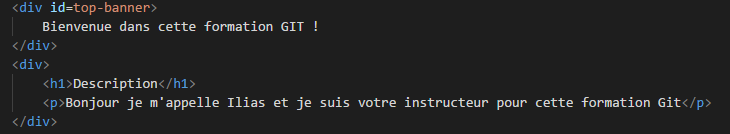 <div id=top-banner>
Bienvenue dans cette formation GIT !
</div>
<div>
<h1>Description</h1>
<p>Bonjour je m'appelle Ilias et je suis votre instructeur pour cette formation Git</p>
</div>